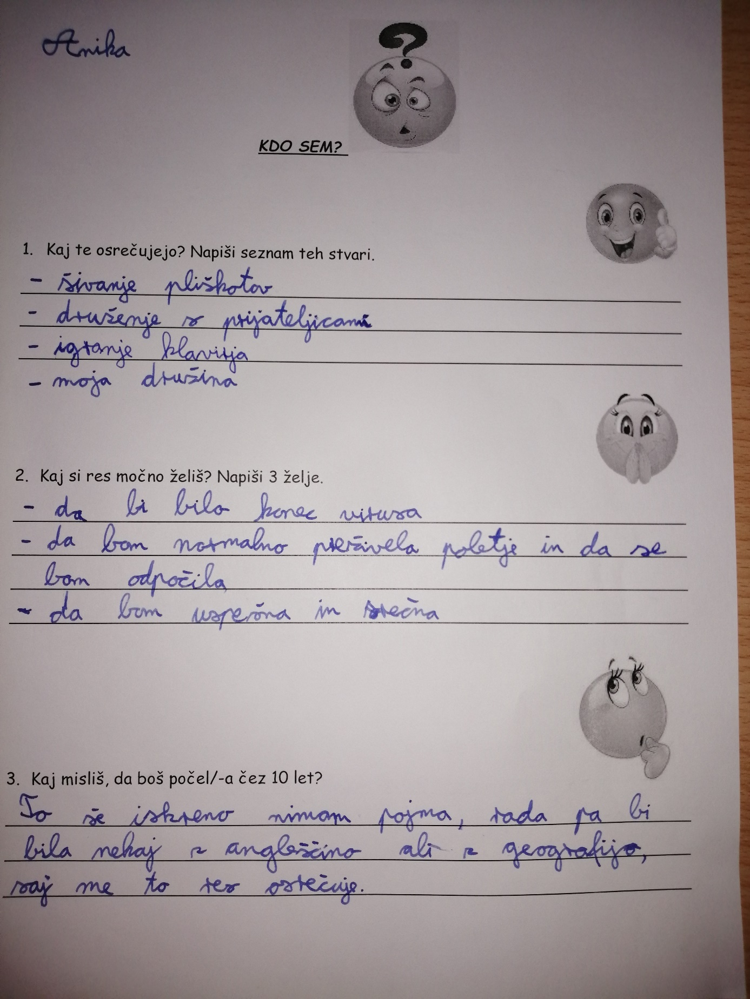 Anika
?
KDO SEM?
1. Kaj te osrečujejo? Napiši seznam teh stvari.
- šivanje pliškotov
- druženje s prijateljicami
- igranje klavirja
- moja družina
2. Kaj si res močno želiš? Napiši 3 želje.
- da bi bilo konec virusa
- da bom normalno preživela poletje in da se
bom odpočila
- da bom uspešna in srečna
3. Kaj misliš, da boš počel/-a čez 10 let?
To še iskreno nimam pojma, rada pa bi
bila nekaj z angleščino ali z geografijo,
saj me to res osrečuje.